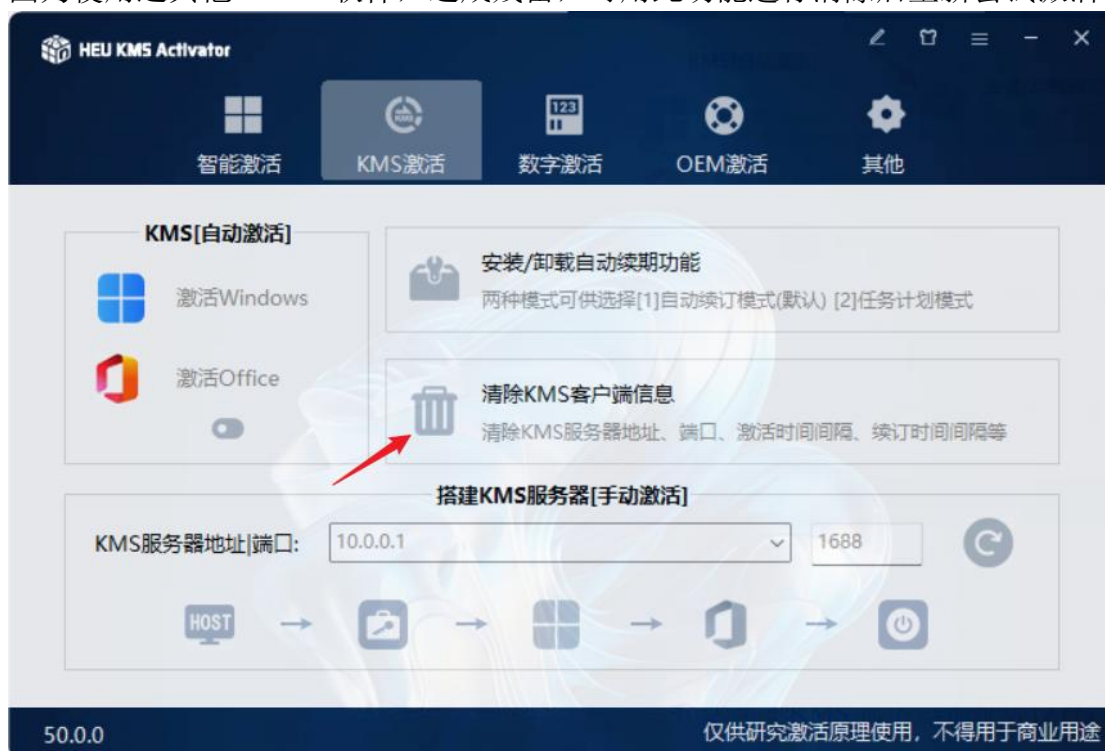 HEU KMS Activator
智能激活
KMS激活
123
数字激活
OEM激活
其他
KMS[自动激活]
激活Windows
激活Office
安装/卸载自动续期功能
两种模式可供选择[1]自动续订模式(默认) [2]任务计划模式
清除KMS客户端信息
清除KMS服务器地址、端口、激活时间间隔、续订时间间隔等
搭建KMS服务器[手动激活]
KMS服务器地址|端口:
10.0.0.1
1688
HOST
50.0.0
仅供研究激活原理使用，不得用于商业用途